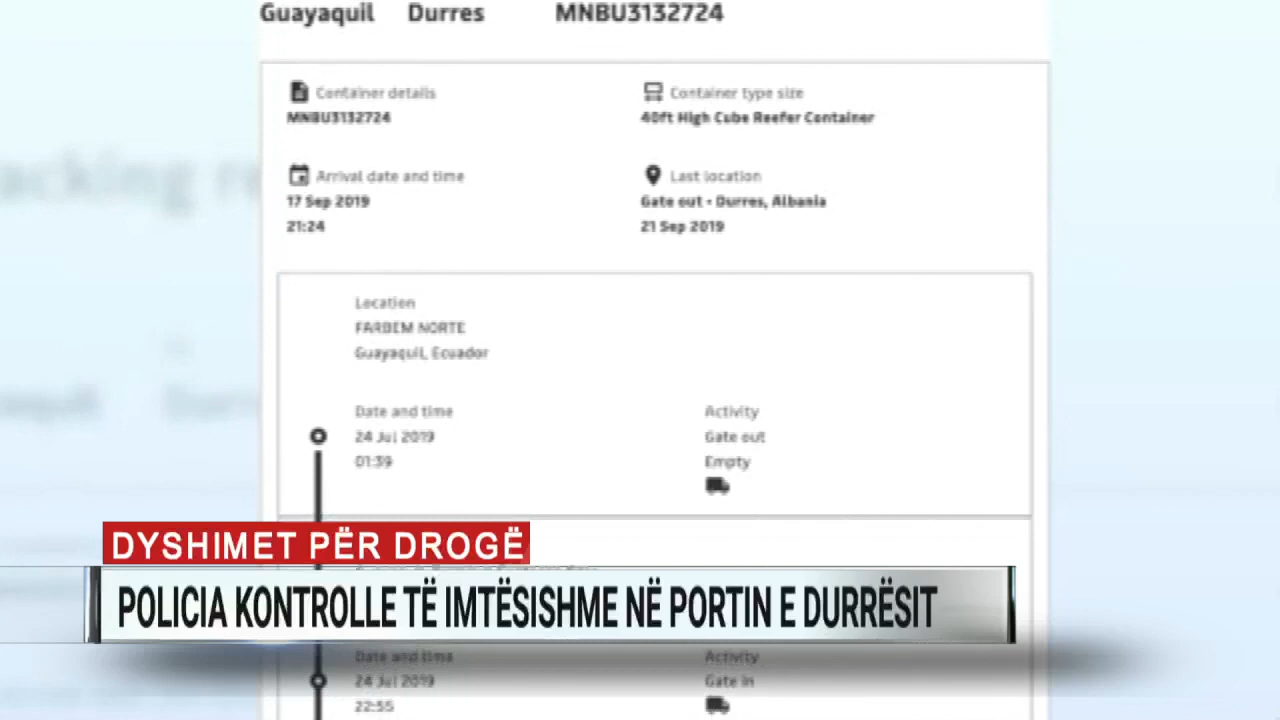 Guayaquil Durres MNBU3132724
Container details Container type size
MNBU3132724 40ft High Cube Reefer Container
Arrival date and time Last location
17 Sep 2019 Gate out • Durres, Albania
21:24 21 Sep 2019
Location
FARBEM NORTE
Guayaquil, Ecuador
Date and time Activity
24 Jul 2019 Gate out
01:39 Empty
DYSHIMET PËR DROGË
POLICIA KONTROLLE TË IMTËSISHME NË PORTIN E DURRËSIT
Date and time Activity
24 Jul 2019 Gate in
22:55